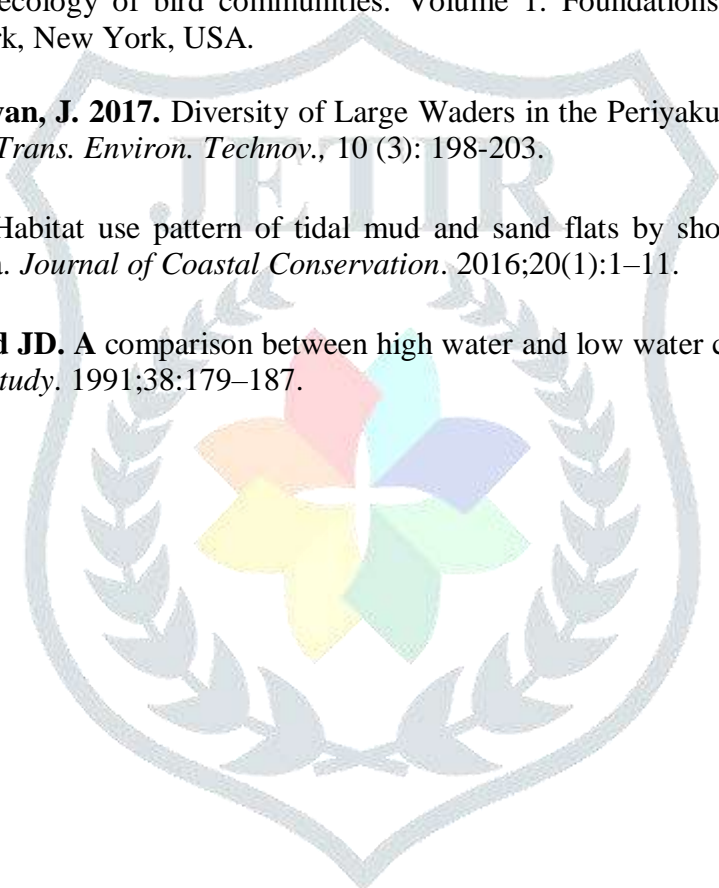 ecology of bird communities. Volume 1. Foundations
rk, New York, USA.
van, J. 2017. Diversity of Large Waders in the Periyaku
Trans. Environ. Technov., 10 (3): 198-203.
Habitat use pattern of tidal mud and sand flats by sho
a. Journal of Coastal Conservation. 2016;20(1):1–11.
d JD. A comparison between high water and low water c
tudy. 1991;38:179–187.
JETIR